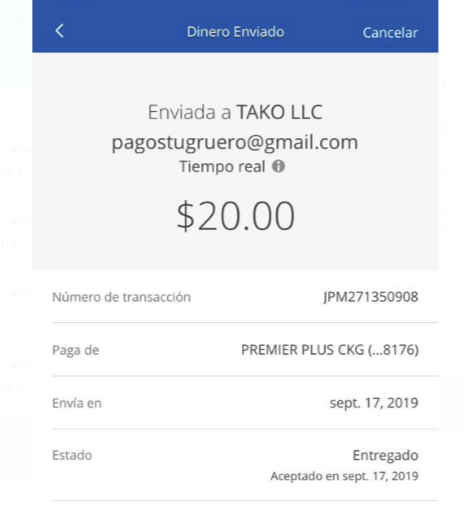 Dinero Enviado
Cancelar
Enviada a TAKO LLC
pagostugruero@gmail.com
Tiempo real
$20.00
Número de transacción JPM271350908
Paga de PREMIER PLUS CKG (...8176)
Envía en sept. 17, 2019
Estado Entregado
Aceptado en sept. 17, 2019